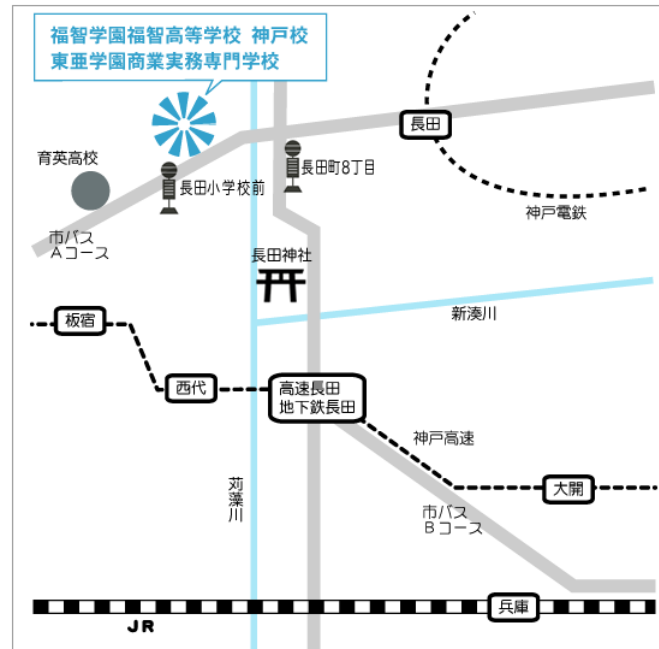 福智学園福智高等学校 神戸校
東亜学園商業実務専門学校
長田
育英高校
長田町8丁目
長田小学校前
神戸電鉄
市バス
Aコース
長田神社
新湊川
板宿
西代
高速長田
地下鉄長田
神戸高速
苅藻川
大開
市バス
Bコース
兵庫
JR